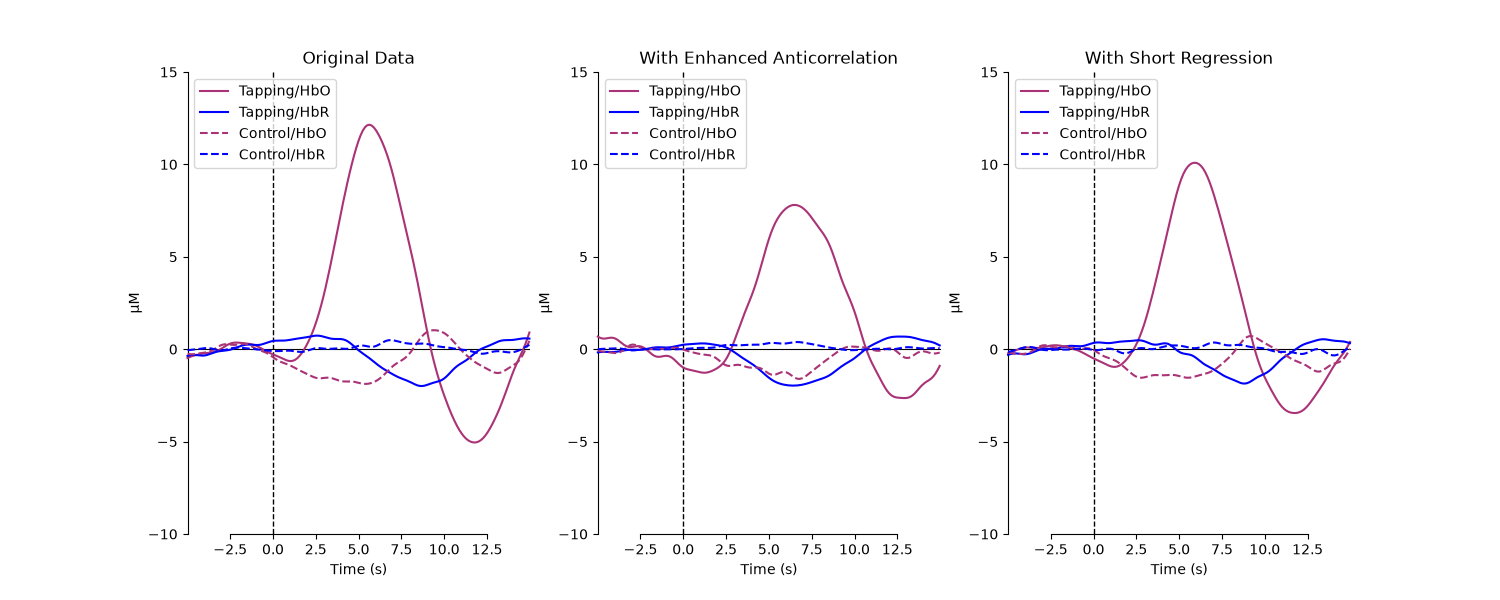 Original Data
15
10
5
0
−5
−10
μM
−2.5 0.0 2.5 5.0 7.5 10.0 12.5
Time (s)
Tapping/HbO
Tapping/HbR
Control/HbO
Control/HbR
With Enhanced Anticorrelation
15
10
5
0
−5
−10
μM
−2.5 0.0 2.5 5.0 7.5 10.0 12.5
Time (s)
Tapping/HbO
Tapping/HbR
Control/HbO
Control/HbR
With Short Regression
15
10
5
0
−5
−10
μM
−2.5 0.0 2.5 5.0 7.5 10.0 12.5
Time (s)
Tapping/HbO
Tapping/HbR
Control/HbO
Control/HbR